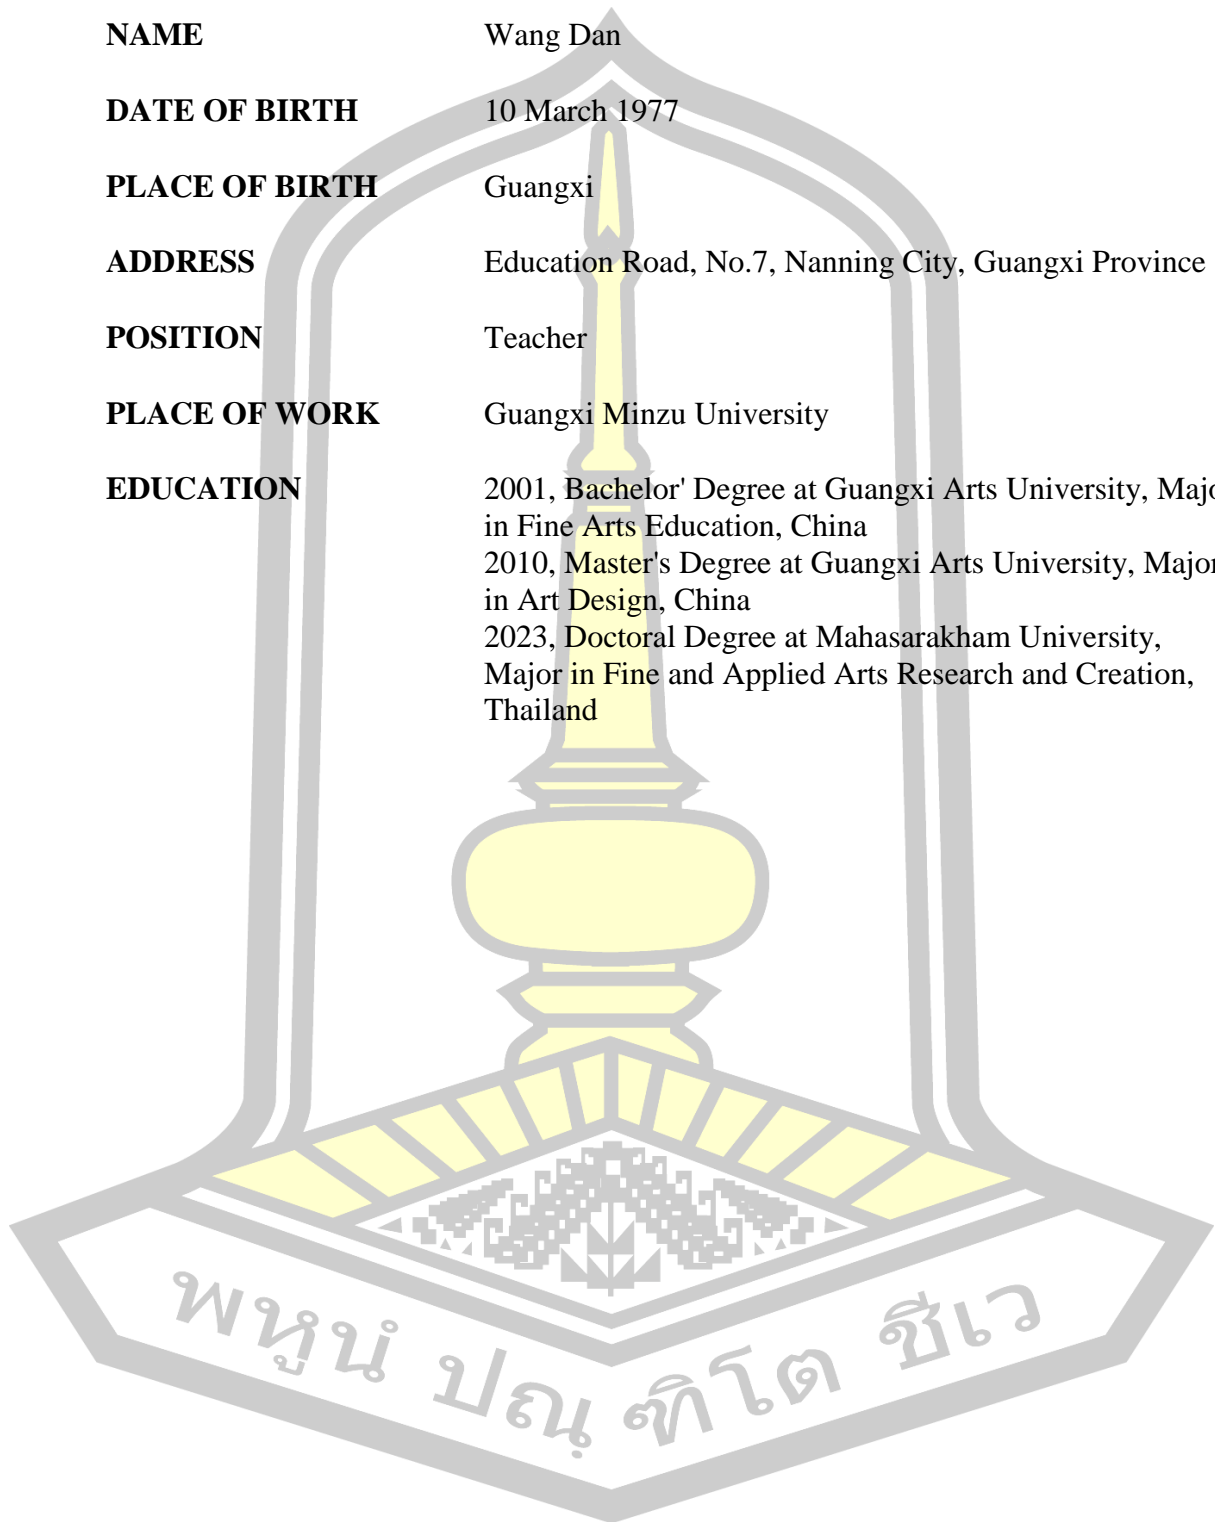 NAME Wang Dan
DATE OF BIRTH 10 March 1977
PLACE OF BIRTH Guangxi
ADDRESS Education Road, No.7, Nanning City, Guangxi Province
POSITION Teacher
PLACE OF WORK Guangxi Minzu University
EDUCATION 2001, Bachelor' Degree at Guangxi Arts University, Majo
in Fine Arts Education, China
2010, Master's Degree at Guangxi Arts University, Major
in Art Design, China
2023, Doctoral Degree at Mahasarakham University,
Major in Fine and Applied Arts Research and Creation,
Thailand
พหูนํ ปณฺ ฑิโต ชีเว